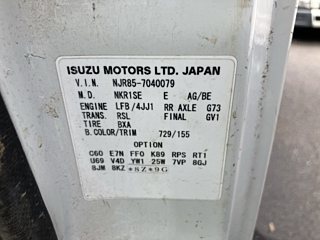 ISUZU MOTORS LTD. JAPAN
V.I.N. NJR85-7040079
M.D. NKR1SE E AG/BE
ENGINE LFB/4JJ1 RR AXLE G73
TRANS. RSL FINAL GV1
TIRE BXA
B.COLOR/TRIM 729/155
OPTION
C60 E7N FF0 K89 RPS RT1
U69 V4D YW1 25W 7VP 8GJ
8JM 8KZ *8Z*9G